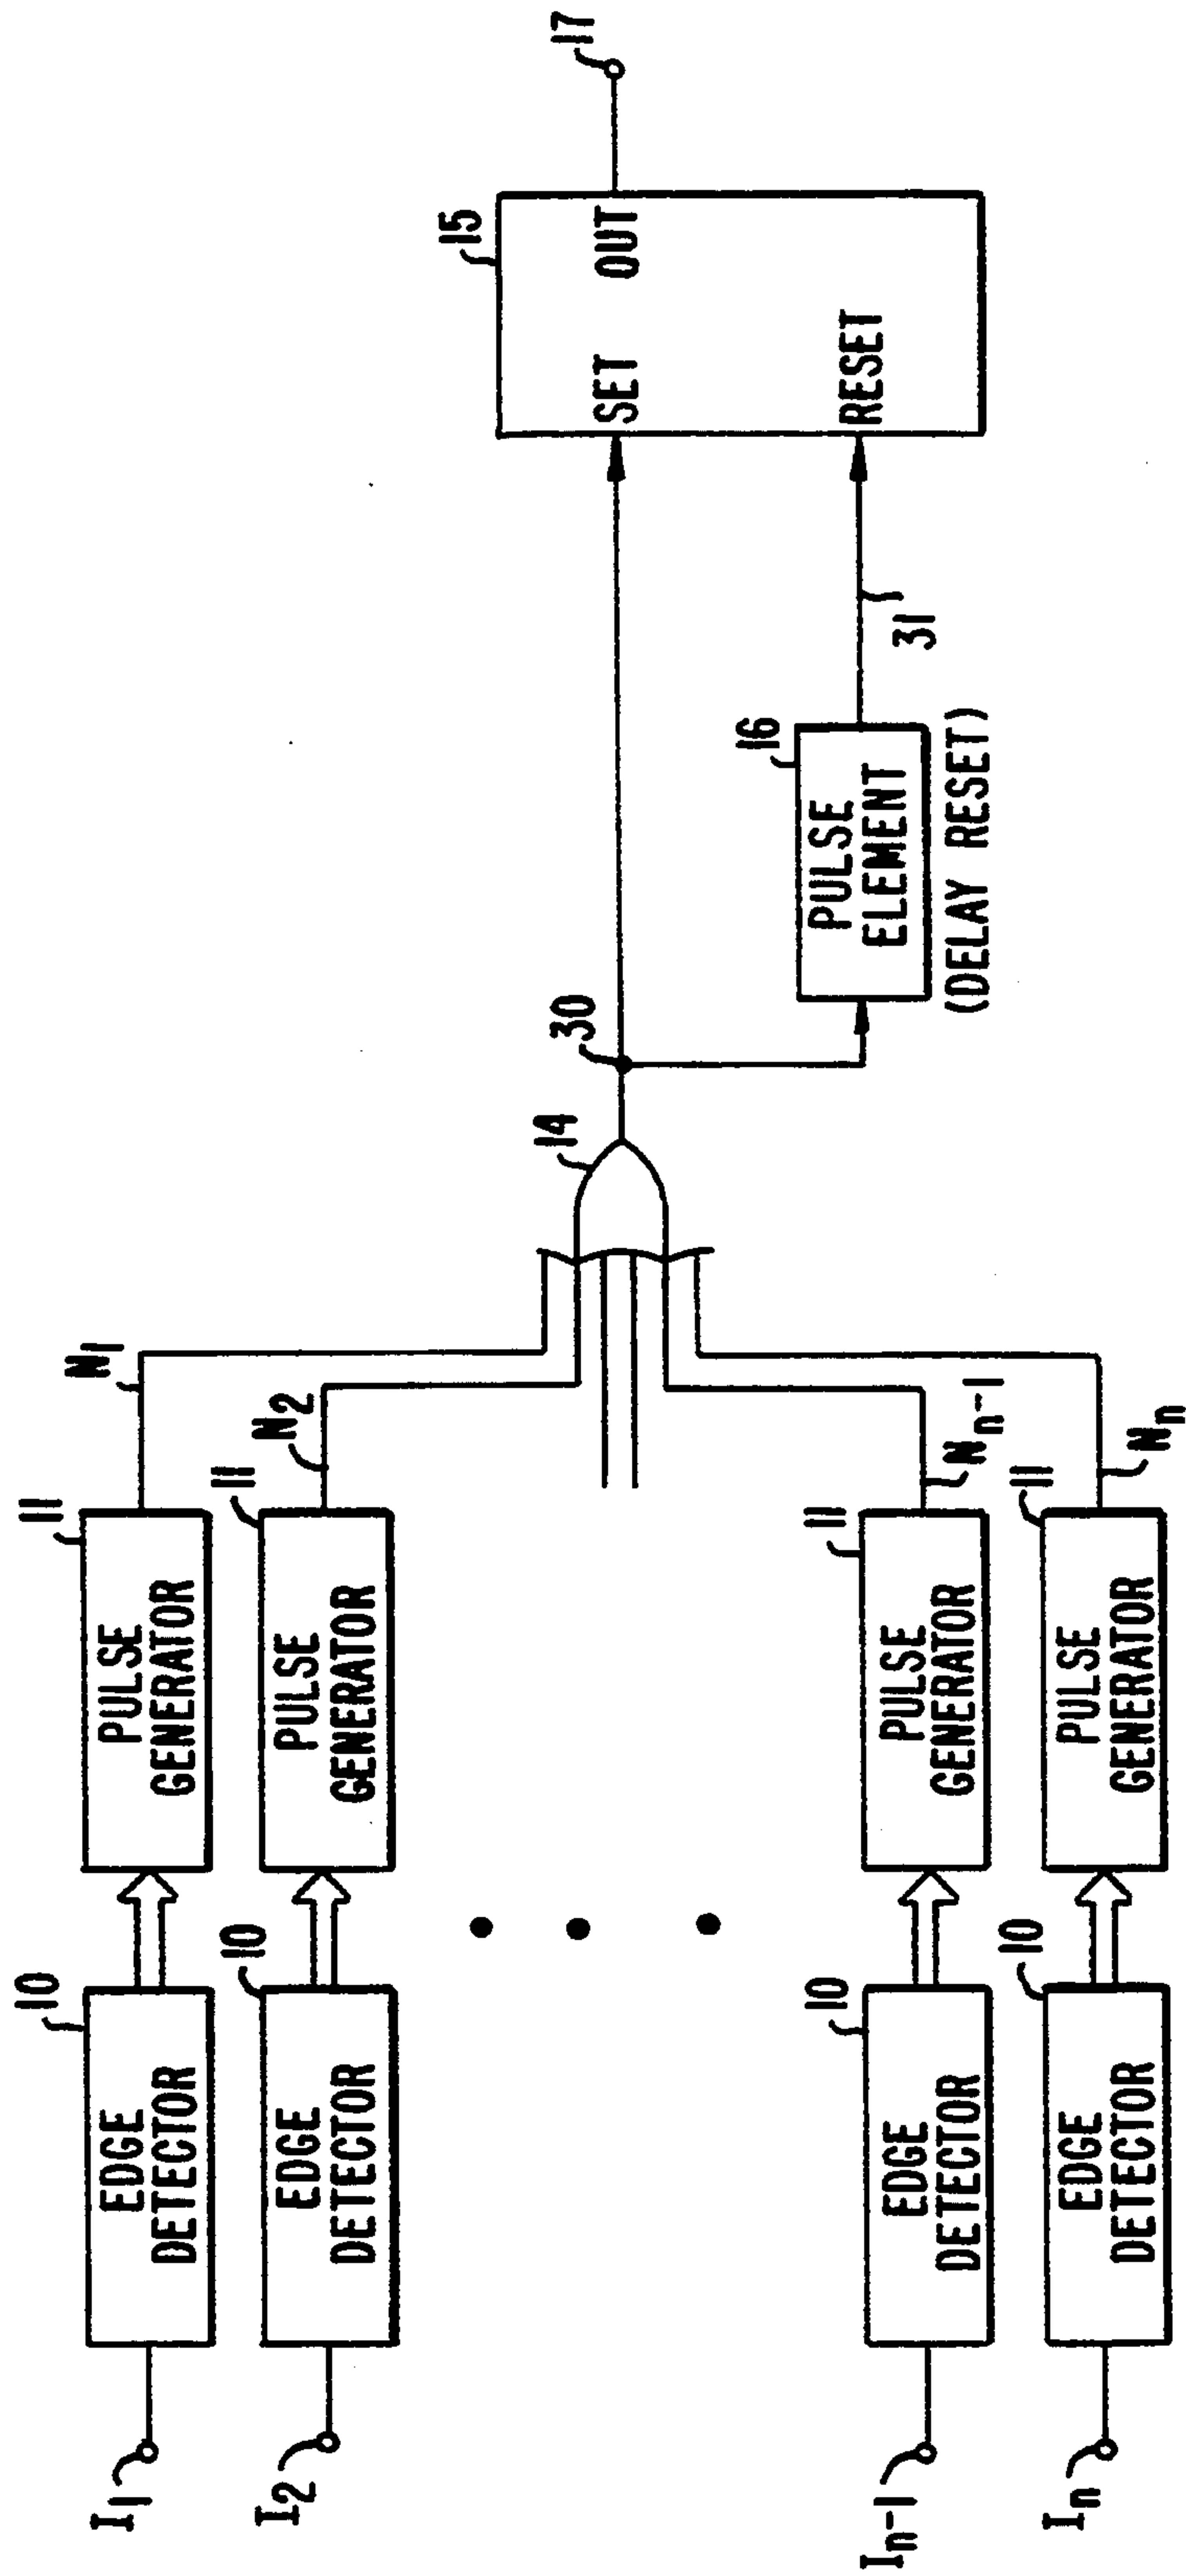 I1
EDGE
DETECTOR
10
PULSE
GENERATOR
11
N1
I2
EDGE
DETECTOR
10
PULSE
GENERATOR
11
N2
In-1
EDGE
DETECTOR
10
PULSE
GENERATOR
11
Nn-1
In
EDGE
DETECTOR
10
PULSE
GENERATOR
11
Nn
14
30
PULSE
ELEMENT
16
(DELAY RESET)
31
15
SET OUT
RESET
17